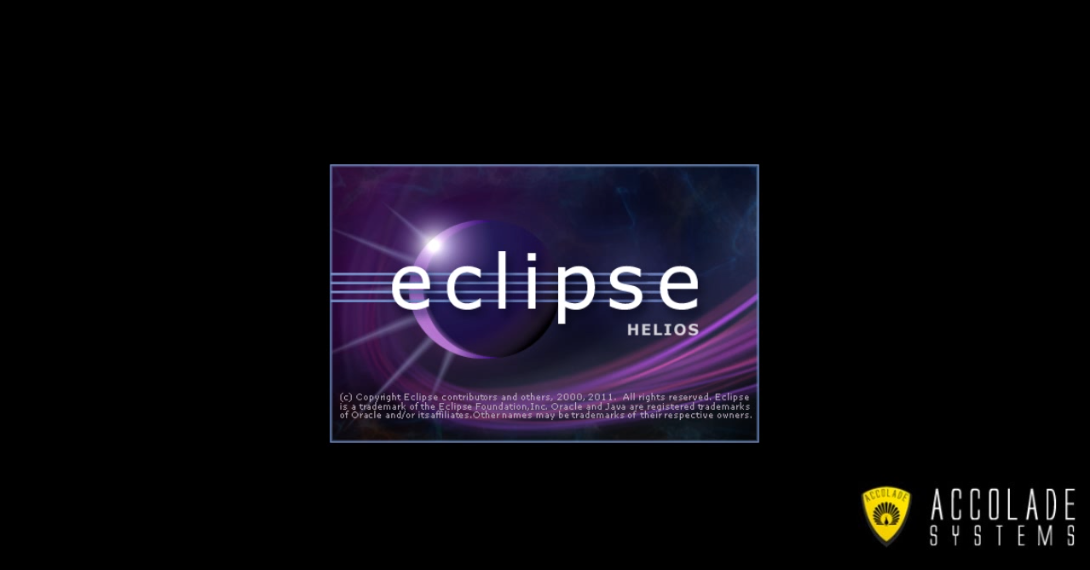 eclipse
HELIOS
(c) Copyright Eclipse contributors and others, 2000, 2011. All rights reserved. Eclipse
is a trademark of the Eclipse Foundation,Inc. Oracle and Java are registered trademarks
of Oracle and/or itsaffiliates.Other names may be trademarks of their respective owners.
ACCOLADE
ACCOLADE
SYSTEMS